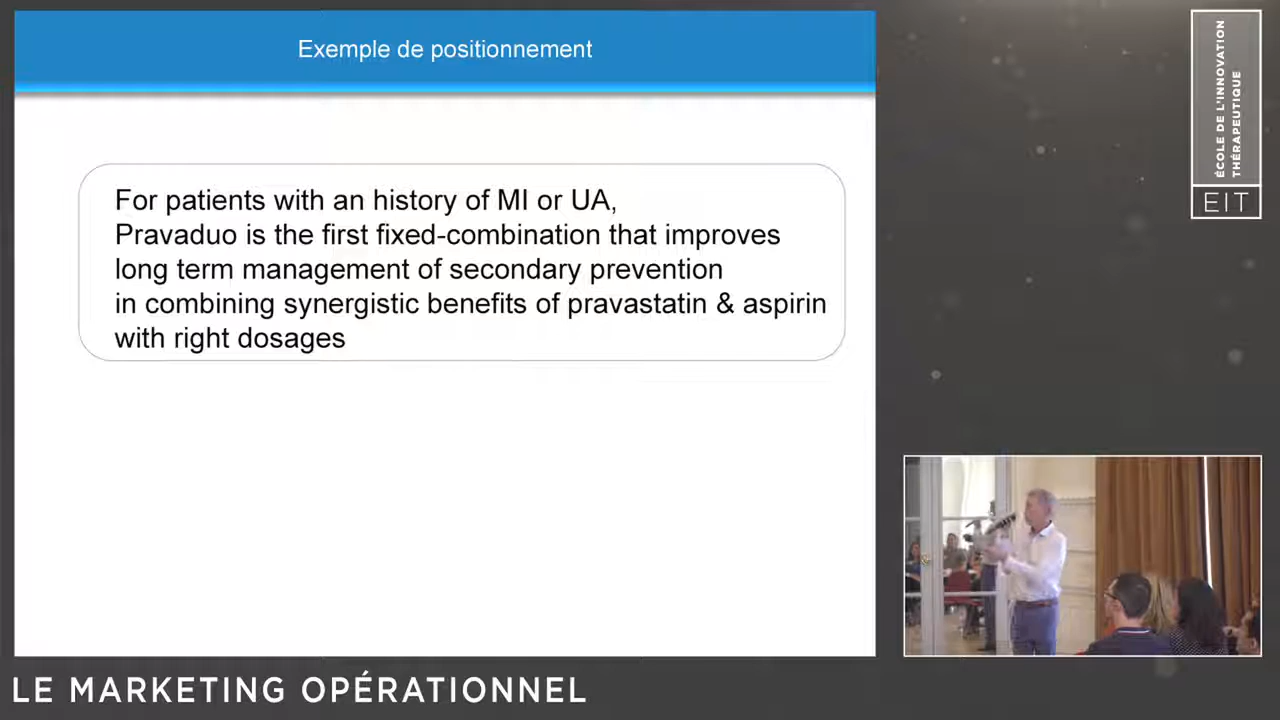 Exemple de positionnement
For patients with an history of MI or UA,
Pravaduo is the first fixed-combination that improves
long term management of secondary prevention
in combining synergistic benefits of pravastatin & aspirin
with right dosages
ÉCOLE DE L'INNOVATION
THÉRAPEUTIQUE
EIT
LE MARKETING OPÉRATIONNEL